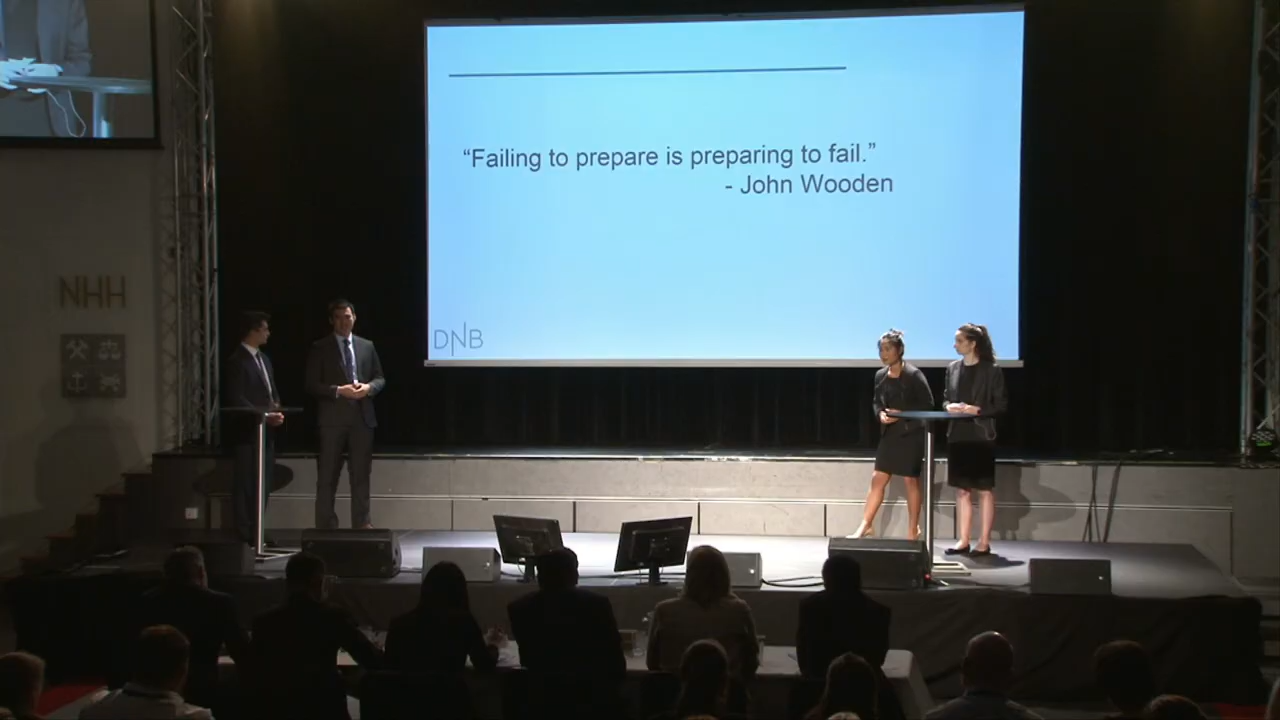 “Failing to prepare is preparing to fail.”
- John Wooden
DNB
NHH